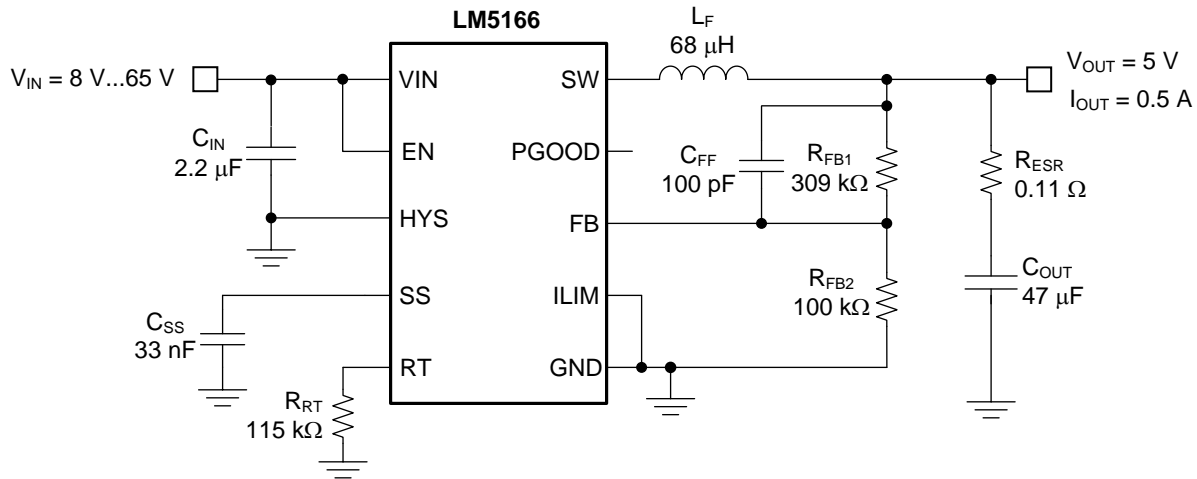 LM5166
L_F
68 μH
V_IN = 8 V...65 V
VIN
SW
V_OUT = 5 V
I_OUT = 0.5 A
C_IN
2.2 μF
EN
PGOOD
C_FF
100 pF
R_FB1
309 kΩ
R_ESR
0.11 Ω
HYS
FB
C_OUT
47 μF
SS
ILIM
R_FB2
100 kΩ
C_SS
33 nF
RT
GND
R_RT
115 kΩ